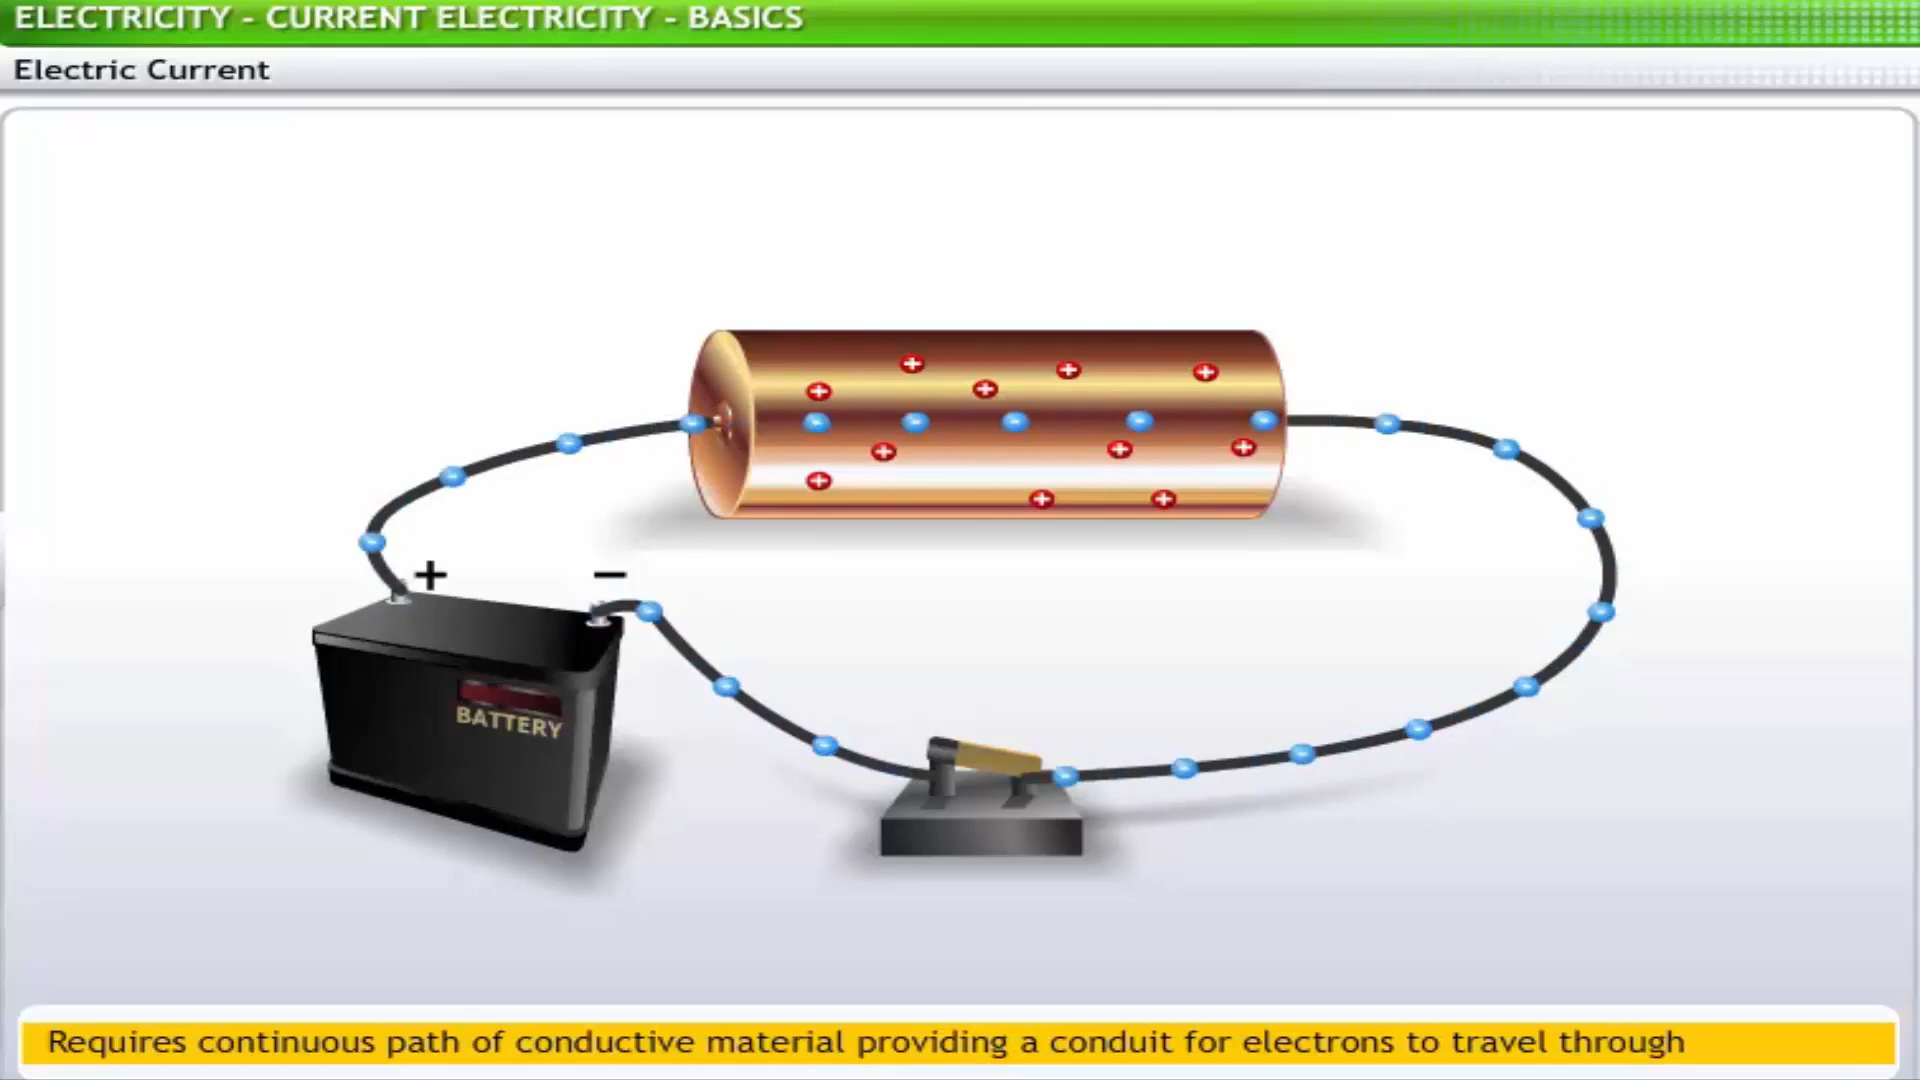 ELECTRICITY - CURRENT ELECTRICITY - BASICS
Electric Current
+ −
BATTERY
Requires continuous path of conductive material providing a conduit for electrons to travel through